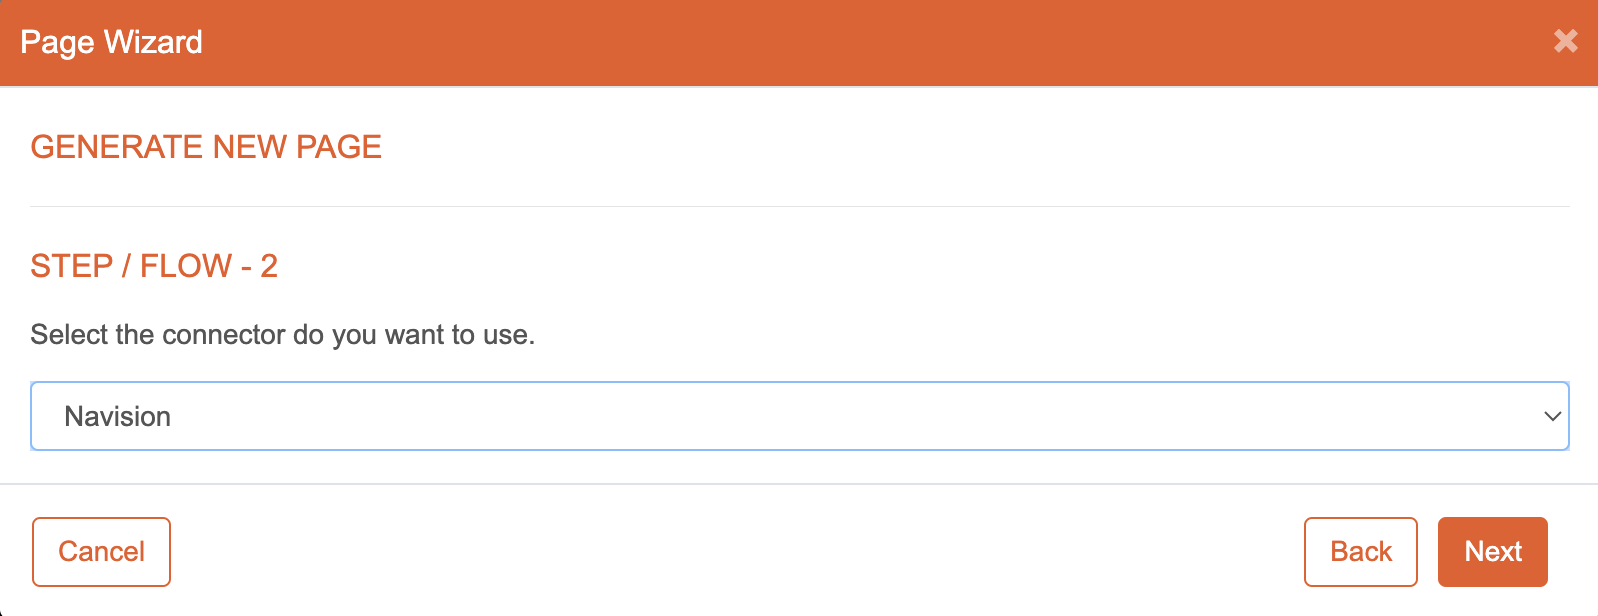 Page Wizard
GENERATE NEW PAGE
STEP / FLOW - 2
Select the connector do you want to use.
Navision
Cancel
Back
Next